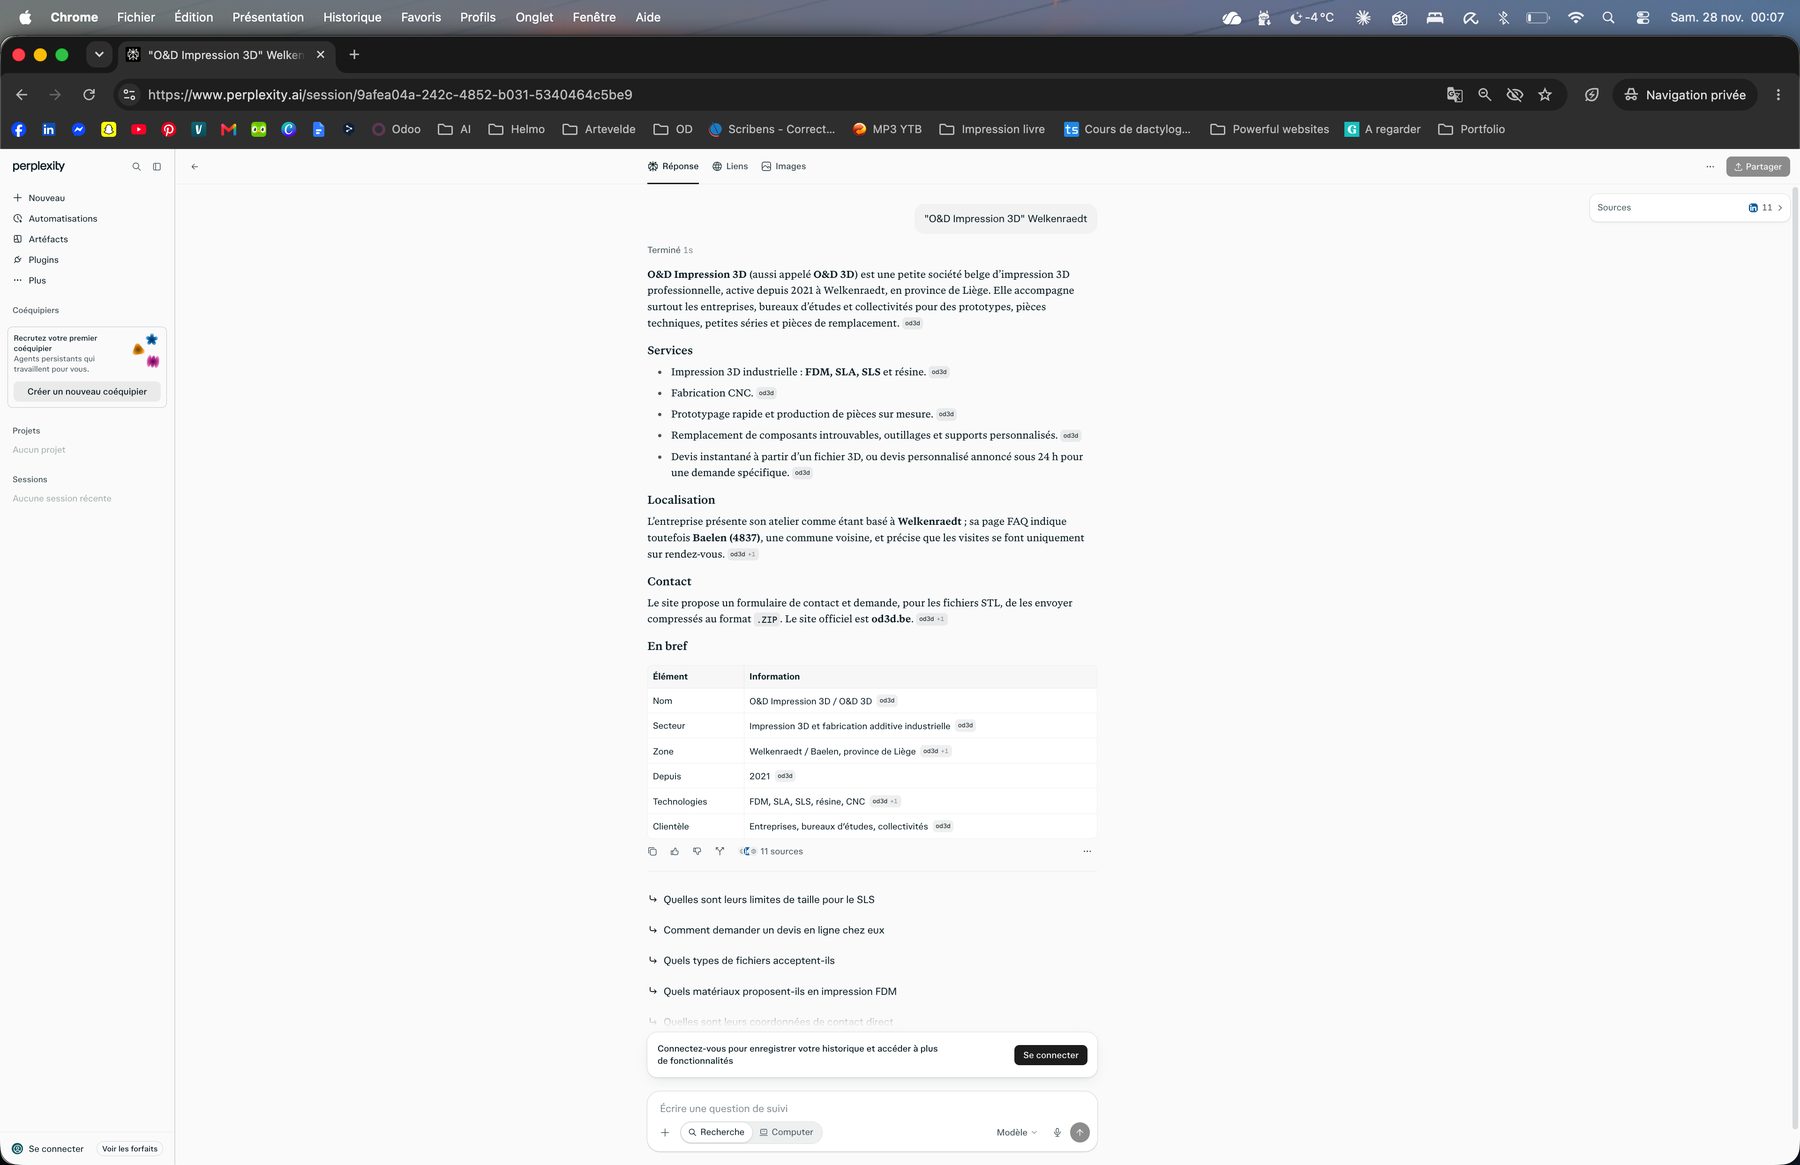 Chrome Fichier Édition Présentation Historique Favoris Profils Onglet Fenêtre Aide -4°C Sam. 28 nov. 00:07
"O&D Impression 3D" Welken
https://www.perplexity.ai/session/9afea04a-242c-4852-b031-5340464c5be9 Navigation privée
Odoo AI Helmo Artevelde OD Scribens - Correct... MP3 YTB Impression livre Cours de dactylog... Powerful websites A regarder Portfolio
perplexity
Nouveau
Automatisations
Artéfacts
Plugins
Plus
Coéquipiers
Recrutez votre premier
coéquipier
Agents persistants qui
travaillent pour vous.
Créer un nouveau coéquipier
Projets
Aucun projet
Sessions
Aucune session récente
Se connecter Voir les forfaits
Réponse Liens Images
Partager
Sources 11
"O&D Impression 3D" Welkenraedt
Terminé 1s
O&D Impression 3D (aussi appelé O&D 3D) est une petite société belge d'impression 3D
professionnelle, active depuis 2021 à Welkenraedt, en province de Liège. Elle accompagne
surtout les entreprises, bureaux d'études et collectivités pour des prototypes, pièces
techniques, petites séries et pièces de remplacement. od3d
Services
• Impression 3D industrielle : FDM, SLA, SLS et résine. od3d
• Fabrication CNC. od3d
• Prototypage rapide et production de pièces sur mesure. od3d
• Remplacement de composants introuvables, outillages et supports personnalisés. od3d
• Devis instantané à partir d'un fichier 3D, ou devis personnalisé annoncé sous 24 h pour
une demande spécifique. od3d
Localisation
L'entreprise présente son atelier comme étant basé à Welkenraedt ; sa page FAQ indique
toutefois Baelen (4837), une commune voisine, et précise que les visites se font uniquement
sur rendez-vous. od3d +1
Contact
Le site propose un formulaire de contact et demande, pour les fichiers STL, de les envoyer
compressés au format .ZIP. Le site officiel est od3d.be. od3d +1
En bref
Élément Information
Nom O&D Impression 3D / O&D 3D od3d
Secteur Impression 3D et fabrication additive industrielle od3d
Zone Welkenraedt / Baelen, province de Liège od3d +1
Depuis 2021 od3d
Technologies FDM, SLA, SLS, résine, CNC od3d +1
Clientèle Entreprises, bureaux d'études, collectivités od3d
11 sources
Quelles sont leurs limites de taille pour le SLS
Comment demander un devis en ligne chez eux
Quels types de fichiers acceptent-ils
Quels matériaux proposent-ils en impression FDM
Quelles sont leurs coordonnées de contact direct
Connectez-vous pour enregistrer votre historique et accéder à plus
de fonctionnalités
Se connecter
Écrire une question de suivi
Recherche Computer Modèle